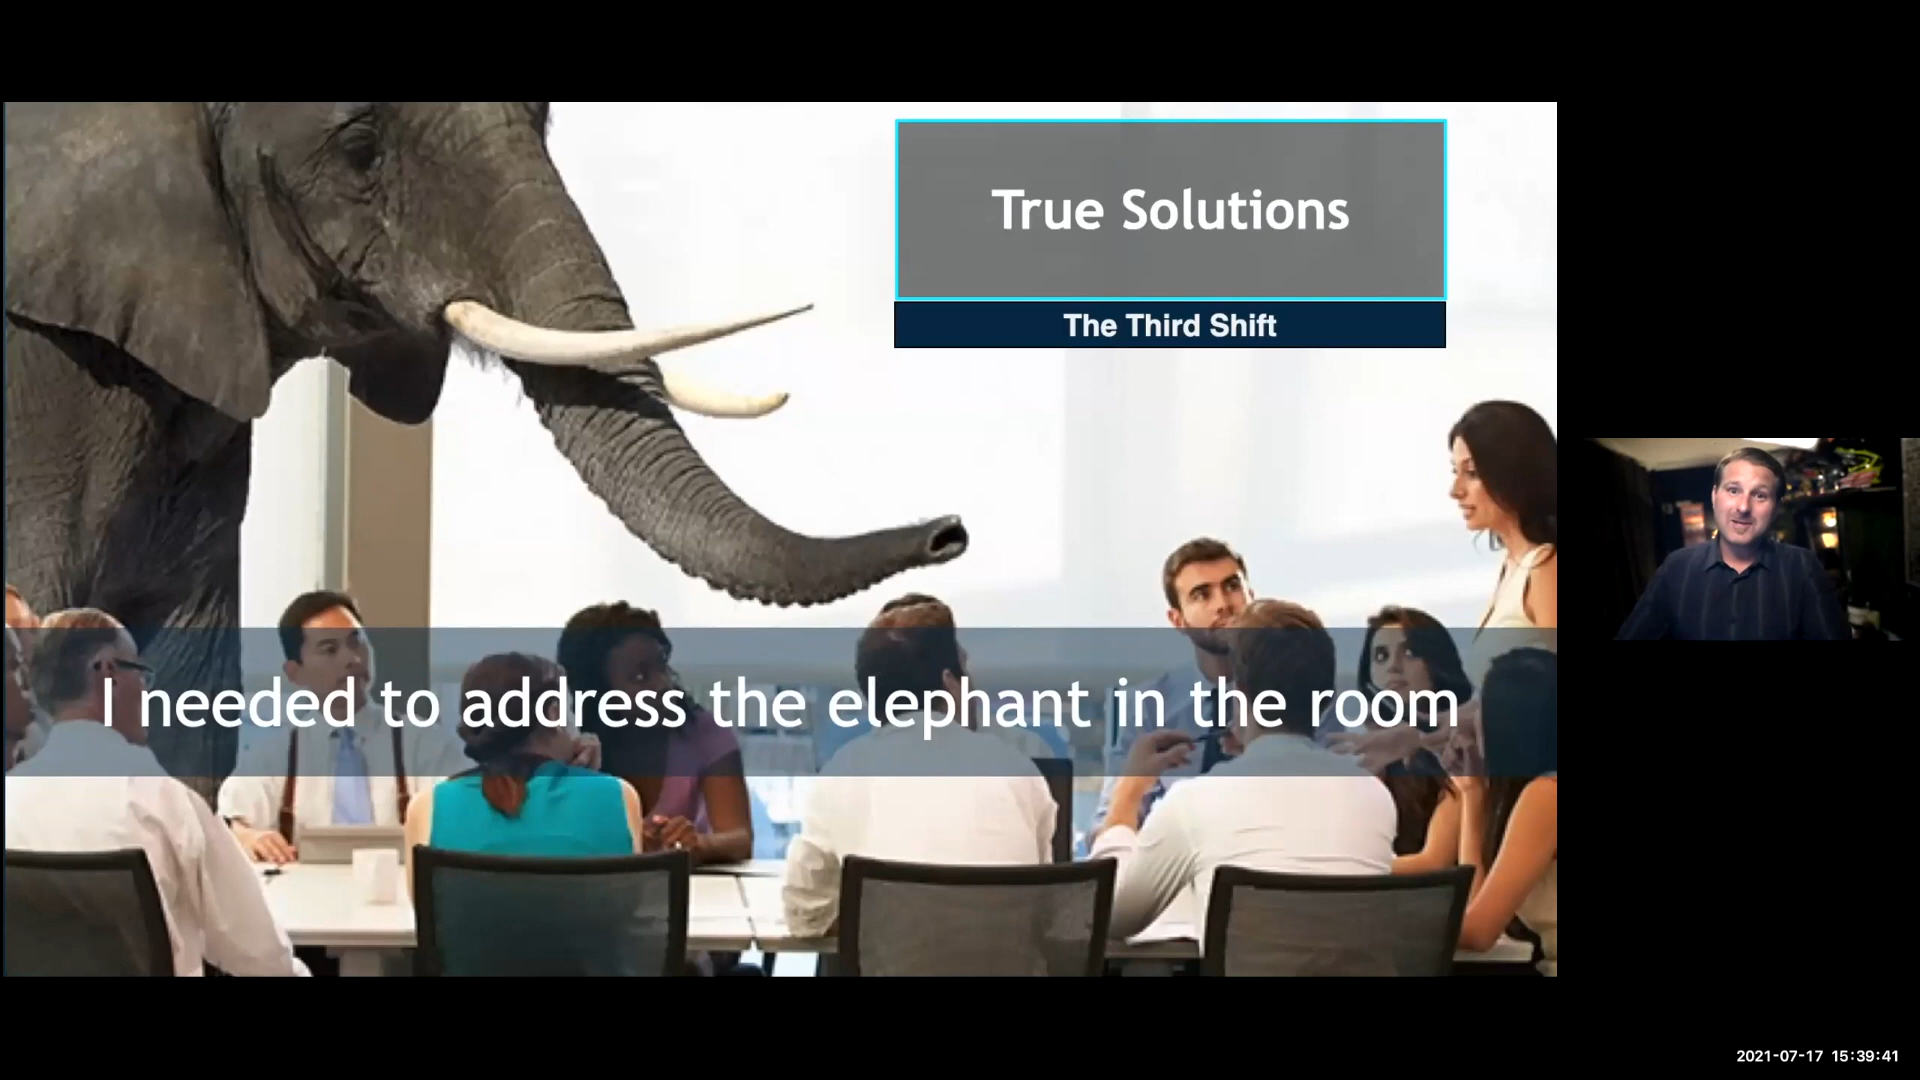 True Solutions
The Third Shift
I needed to address the elephant in the room
2021-07-17 15:39:41